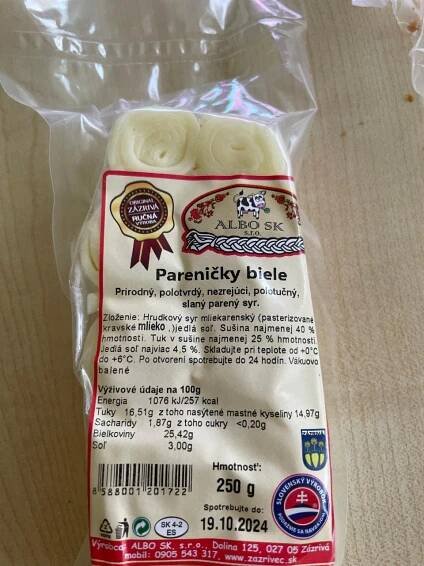 ORIGINÁL
ZÁZRIVÁ
RUČNÁ
VÝROBA
ALBO SK
s.r.o.
Pareničky biele
Prírodný, polotvrdý, nezrejúci, polotučný,
slaný parený syr.
Zloženie: Hrudkový syr mliekarenský (pasterizované
kravské mlieko ,)jedlá soľ. Sušina najmenej 40 %
hmotnosti. Tuk v sušine najmenej 25 % hmotnosti
Jedlá soľ najviac 4,5 %. Skladujte pri teplote od +0°C
do +6°C. Po otvorení spotrebujte do 24 hodín. Vákuovo
balené
Výživové údaje na 100g
Energia 1076 kJ/257 kcal
Tuky 16,51g z toho nasýtené mastné kyseliny 14,97g
Sacharidy 1,87g z toho cukry <0,20g
Bielkoviny 25,42g
Soľ 3,00g
8 588001 201722
Hmotnosť:
250 g
Spotrebujte do:
19.10.2024
SK 4-2
ES
SLOVENSKÝ VÝROBOK
Výrobca: ALBO SK, s.r.o., Dolina 125, 027 05 Zázrivá
mobil: 0905 543 317, www.zazrivec.sk